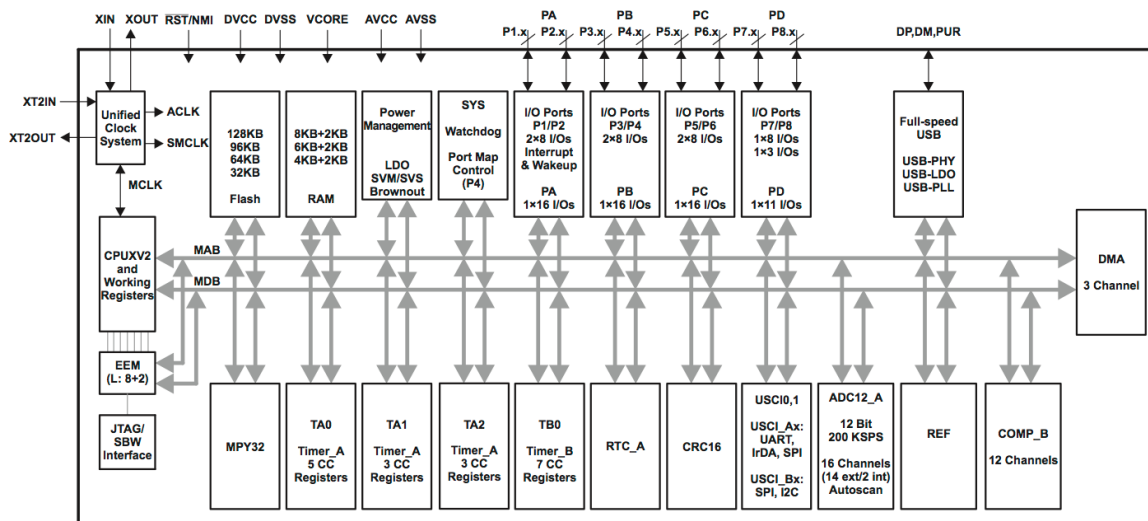 XIN XOUT RST/NMI DVCC DVSS VCORE AVCC AVSS
PA PB PC PD
P1.x P2.x P3.x P4.x P5.x P6.x P7.x P8.x
DP,DM,PUR
XT2IN
XT2OUT
Unified
Clock
System
ACLK
SMCLK
MCLK
128KB
96KB
64KB
32KB
Flash
8KB+2KB
6KB+2KB
4KB+2KB
RAM
Power
Management
LDO
SVM/SVS
Brownout
SYS
Watchdog
Port Map
Control
(P4)
I/O Ports
P1/P2
2×8 I/Os
Interrupt
& Wakeup
PA
1×16 I/Os
I/O Ports
P3/P4
2×8 I/Os
PB
1×16 I/Os
I/O Ports
P5/P6
2×8 I/Os
PC
1×16 I/Os
I/O Ports
P7/P8
1×8 I/Os
1×3 I/Os
PD
1×11 I/Os
Full-speed
USB
USB-PHY
USB-LDO
USB-PLL
CPUXV2
and
Working
Registers
MAB
MDB
DMA
3 Channel
EEM
(L: 8+2)
JTAG/
SBW
Interface
MPY32
TA0
Timer_A
5 CC
Registers
TA1
Timer_A
3 CC
Registers
TA2
Timer_A
3 CC
Registers
TB0
Timer_B
7 CC
Registers
RTC_A
CRC16
USCI0,1
USCI_Ax:
UART,
IrDA, SPI
USCI_Bx:
SPI, I2C
ADC12_A
12 Bit
200 KSPS
16 Channels
(14 ext/2 int)
Autoscan
REF
COMP_B
12 Channels